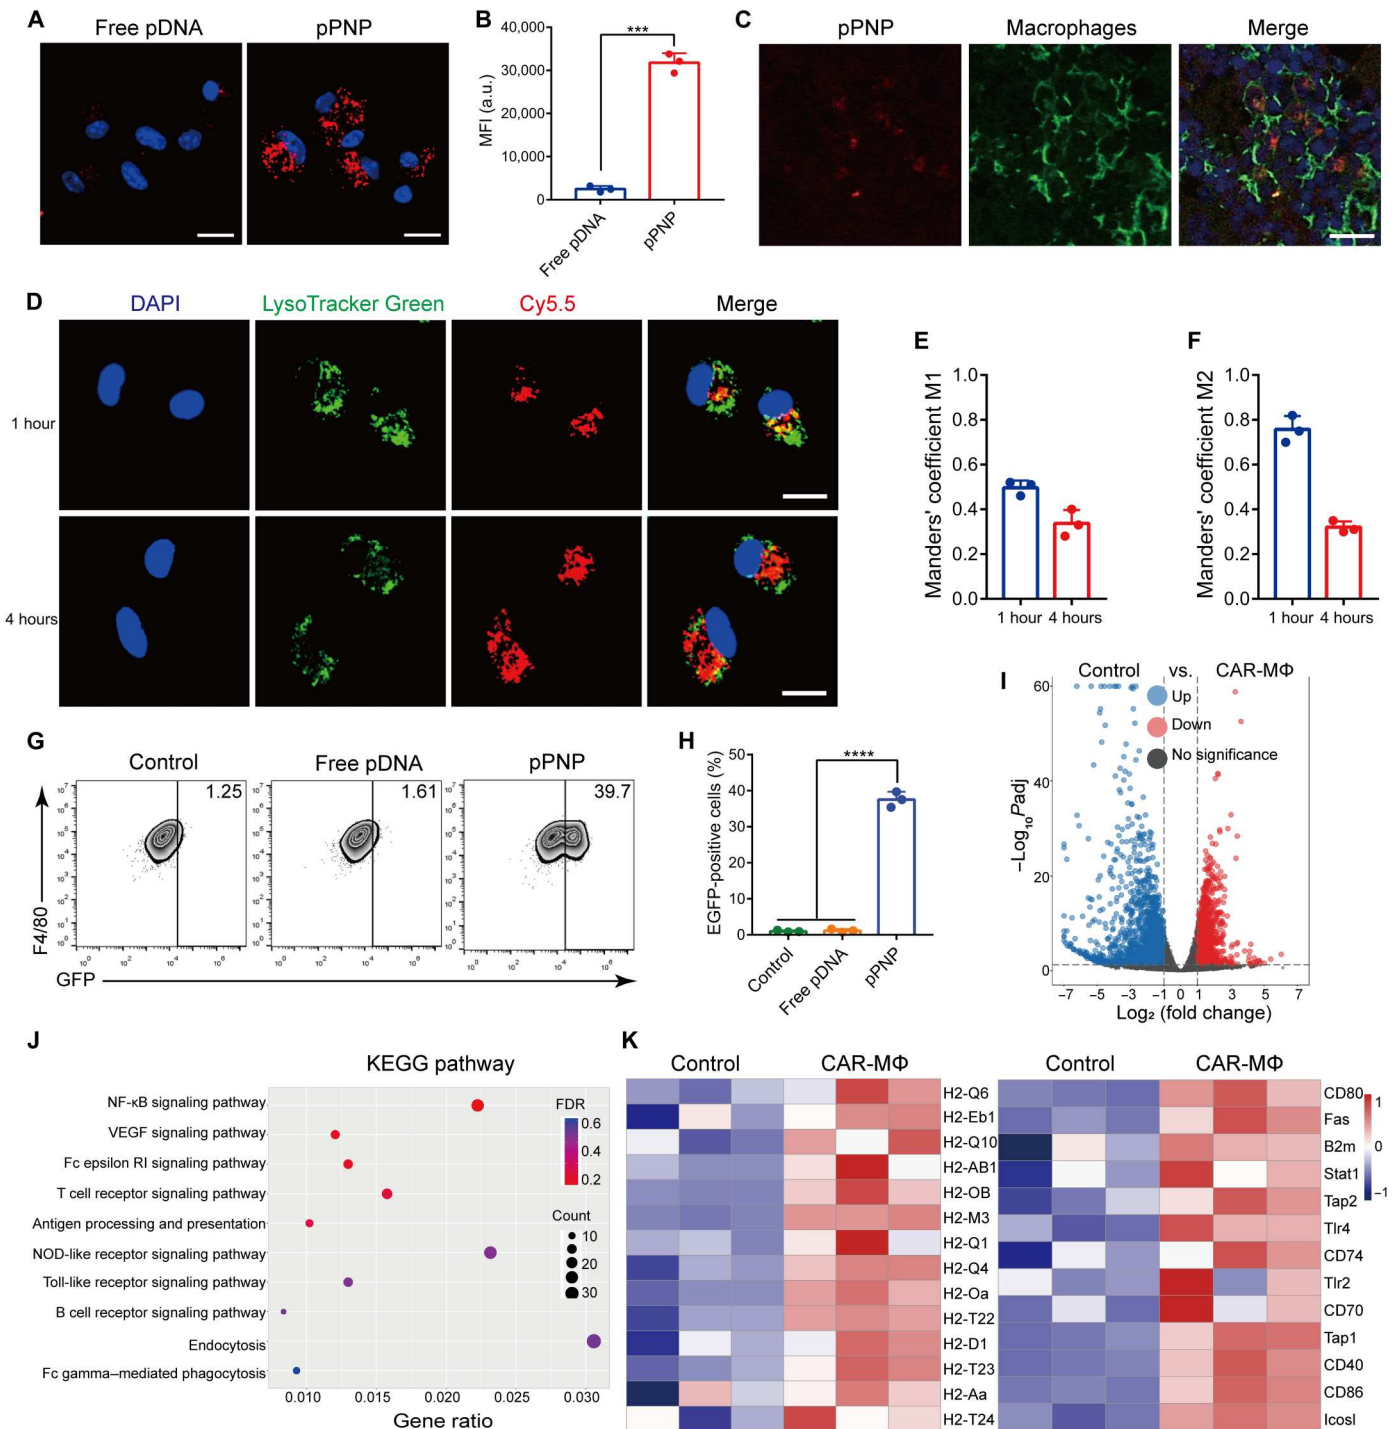 A
Free pDNA
pPNP
B
40,000
30,000
20,000
10,000
0
MFI (a.u.)
***
Free pDNA
pPNP
C
pPNP
Macrophages
Merge
D
DAPI
LysoTracker Green
Cy5.5
Merge
1 hour
4 hours
E
Manders' coefficient M1
1.0
0.8
0.6
0.4
0.2
0.0
1 hour
4 hours
F
Manders' coefficient M2
1.0
0.8
0.6
0.4
0.2
0.0
1 hour
4 hours
G
Control
Free pDNA
pPNP
1.25
1.61
39.7
F4/80
GFP
H
EGFP-positive cells (%)
50
40
30
20
10
0
****
Control
Free pDNA
pPNP
I
Control vs. CAR-MΦ
Up
Down
No significance
−Log₁₀Padj
60
40
20
0
−7 −5 −3 −1 0 1 3 5 7
Log₂ (fold change)
J
KEGG pathway
NF-κB signaling pathway
VEGF signaling pathway
Fc epsilon RI signaling pathway
T cell receptor signaling pathway
Antigen processing and presentation
NOD-like receptor signaling pathway
Toll-like receptor signaling pathway
B cell receptor signaling pathway
Endocytosis
Fc gamma–mediated phagocytosis
0.010 0.015 0.020 0.025 0.030
Gene ratio
FDR
0.6
0.4
0.2
Count
10
20
30
K
Control
CAR-MΦ
H2-Q6
H2-Eb1
H2-Q10
H2-AB1
H2-OB
H2-M3
H2-Q1
H2-Q4
H2-Oa
H2-T22
H2-D1
H2-T23
H2-Aa
H2-T24
Control
CAR-MΦ
CD80
Fas
B2m
Stat1
Tap2
Tlr4
CD74
Tlr2
CD70
Tap1
CD40
CD86
Icosl
1
0
−1